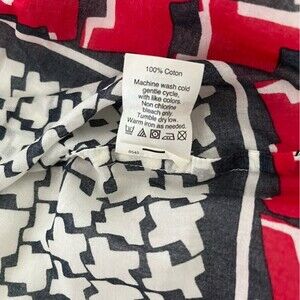 100% Coton
Machine wash cold
gentle cycle,
with like colors.
Non chlorine
bleach only.
Tumble dry low.
Warm iron as needed.